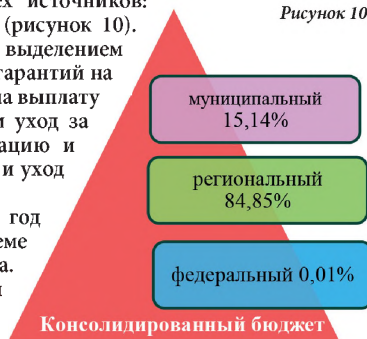 х источников:
(рисунок 10).
выделением
гарантий на
на выплату
и уход за
ацию и
и уход
год
еме
а.
и
Рисунок 10
муниципальный
15,14%
региональный
84,85%
федеральный 0,01%
Консолидированный бюджет